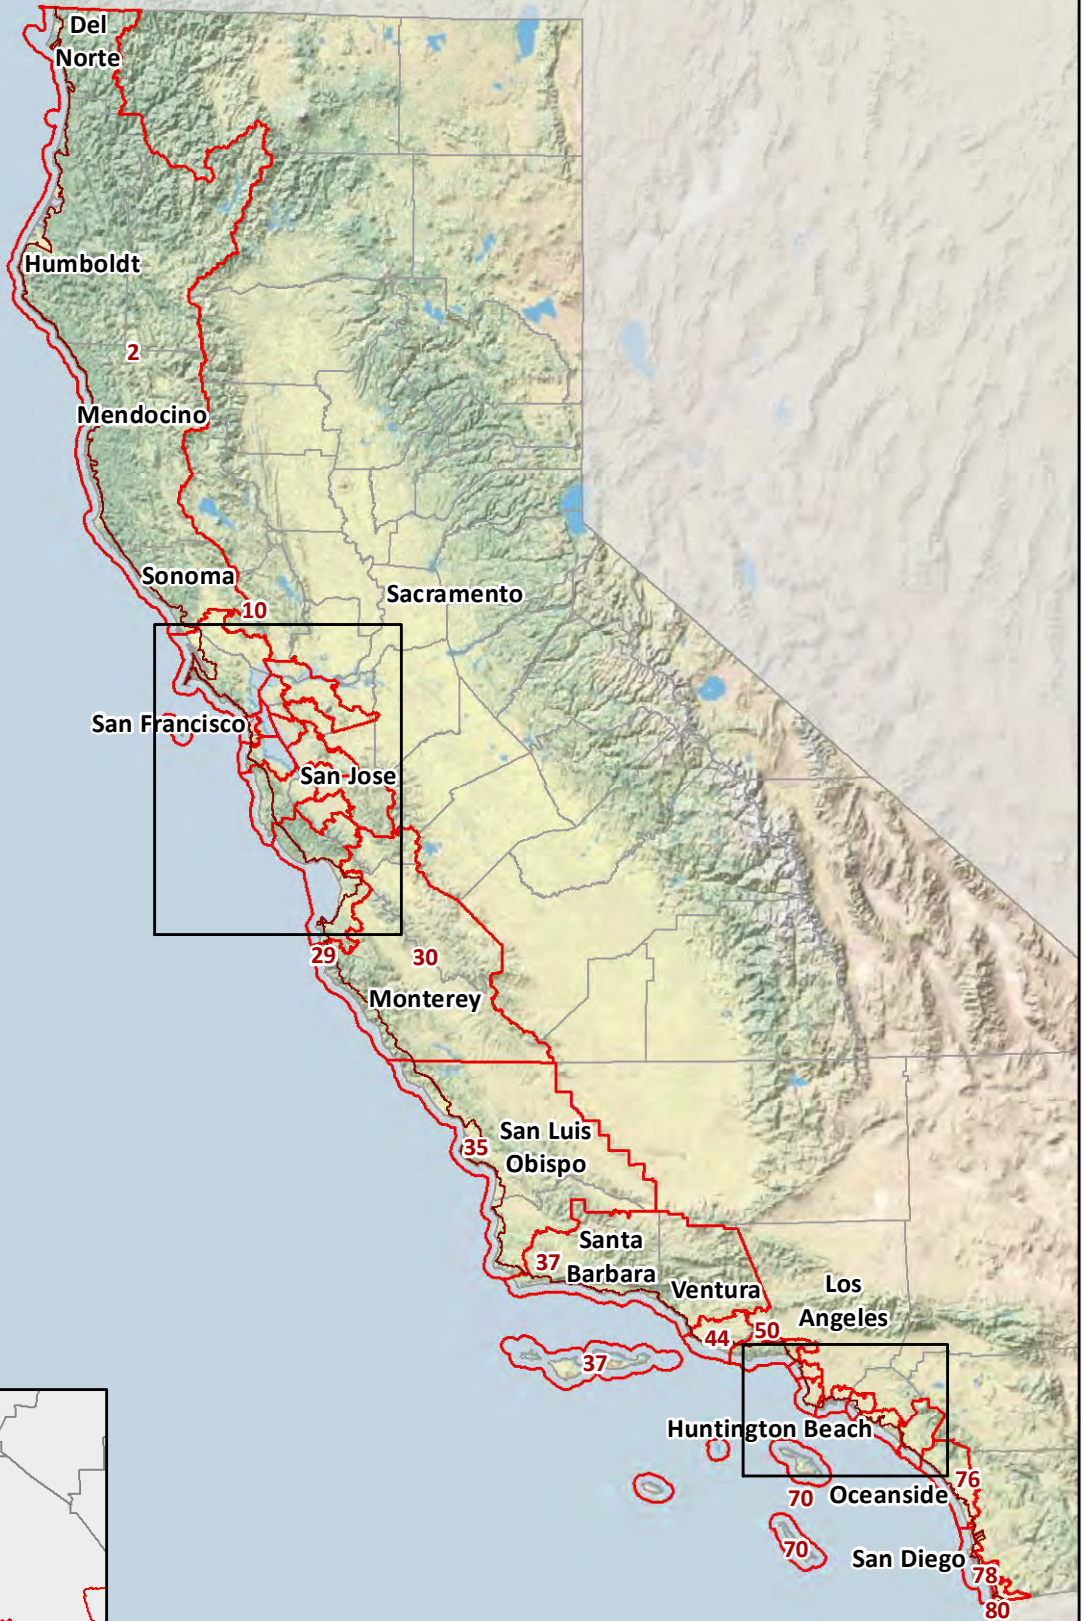 Del
Norte
Humboldt
2
Mendocino
Sonoma
Sacramento
10
San Francisco
San Jose
29
30
Monterey
San Luis
Obispo
35
Santa
Barbara
37
Ventura
Los
Angeles
44
50
37
Huntington Beach
76
70
Oceanside
70
San Diego
78
80